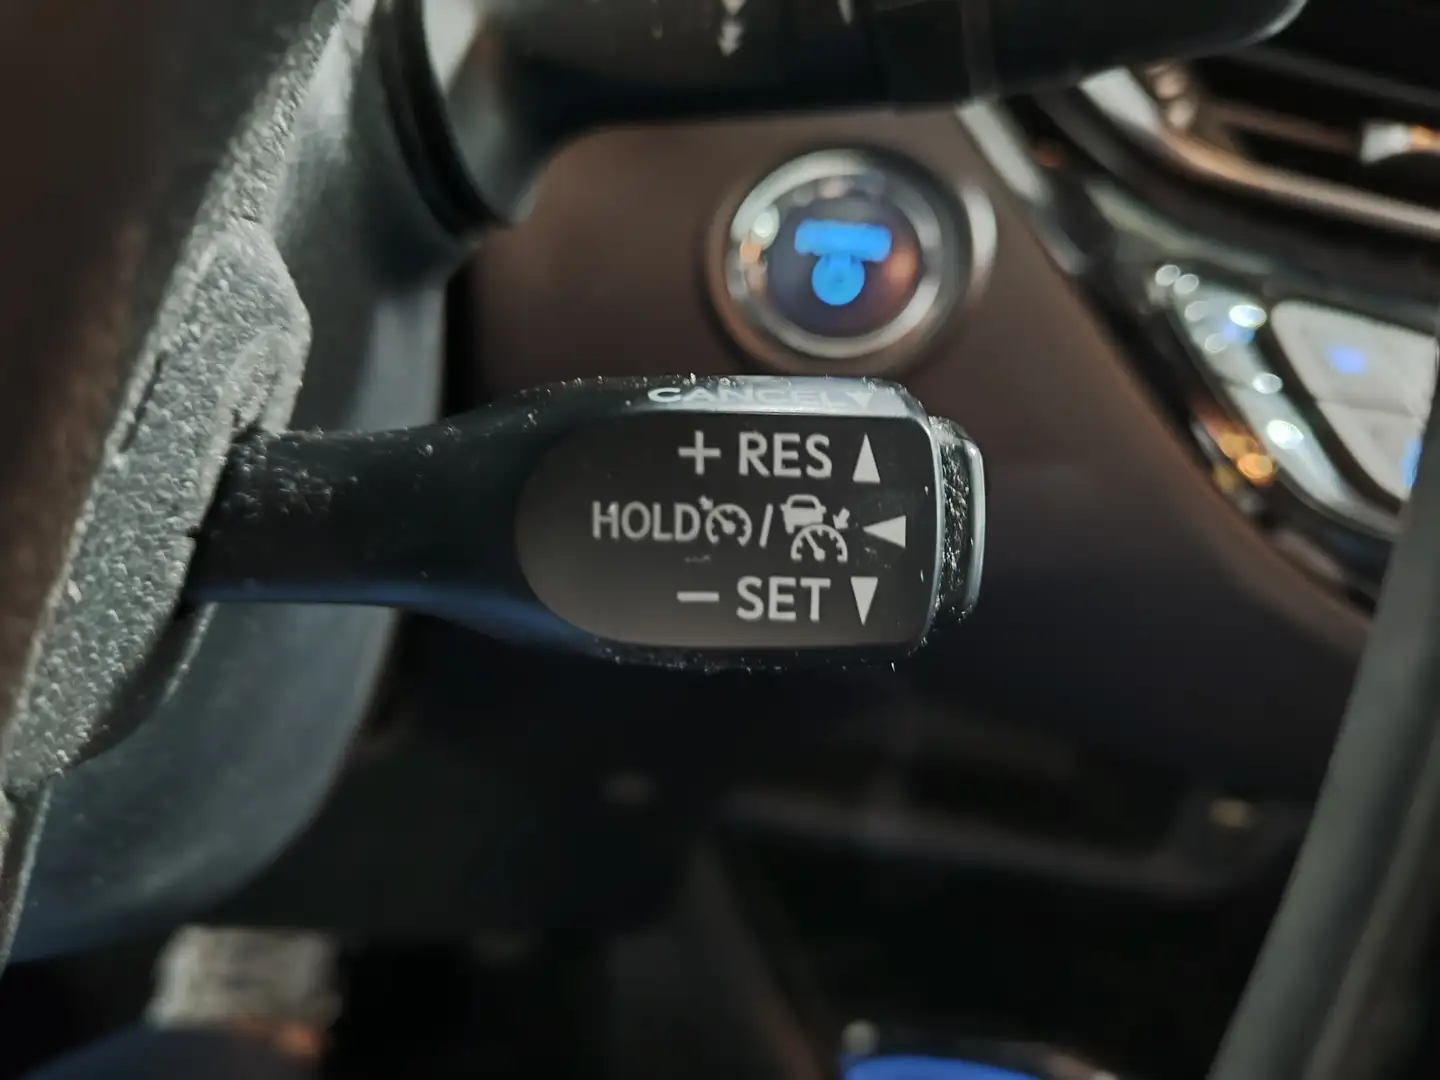 CANCEL
+ RES
HOLD /
− SET